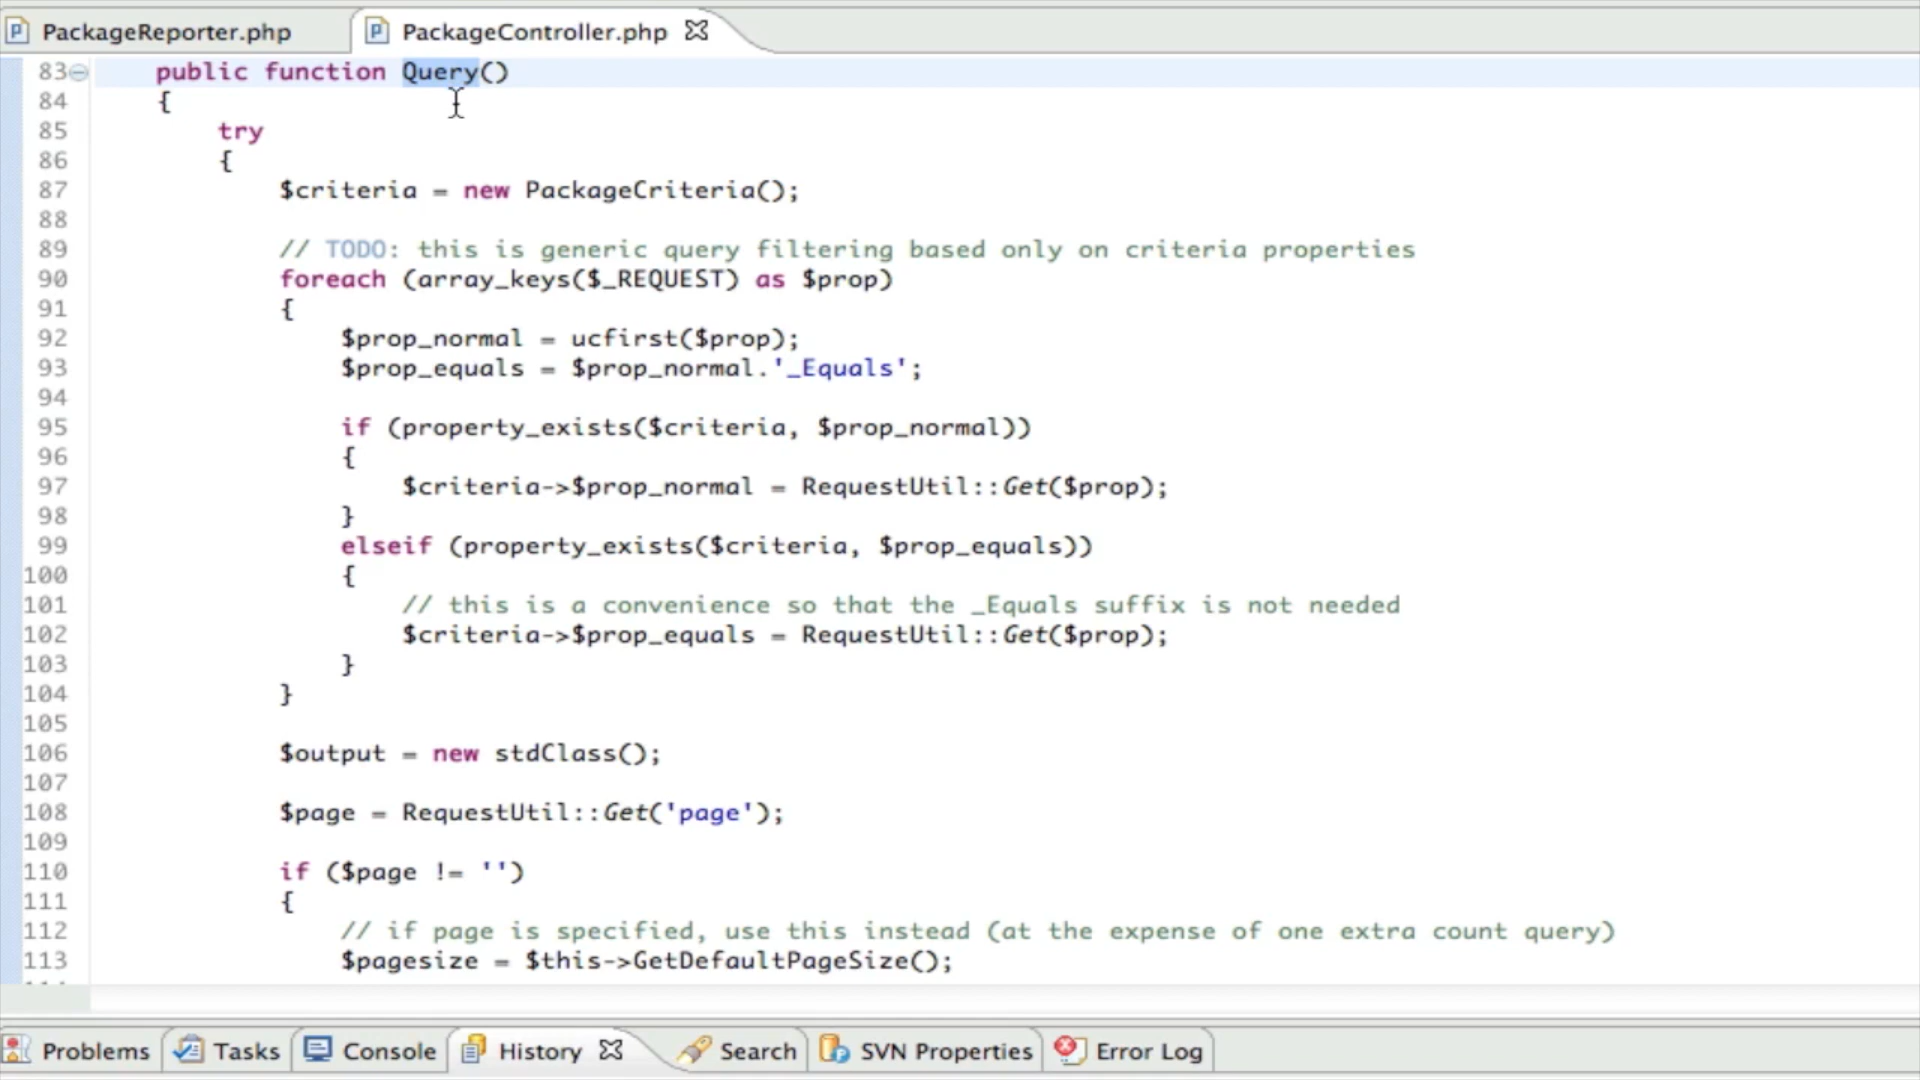 PackageReporter.php PackageController.php
83 public function Query()
84 {
85 try
86 {
87 $criteria = new PackageCriteria();
88
89 // TODO: this is generic query filtering based only on criteria properties
90 foreach (array_keys($_REQUEST) as $prop)
91 {
92 $prop_normal = ucfirst($prop);
93 $prop_equals = $prop_normal.'_Equals';
94
95 if (property_exists($criteria, $prop_normal))
96 {
97 $criteria->$prop_normal = RequestUtil::Get($prop);
98 }
99 elseif (property_exists($criteria, $prop_equals))
100 {
101 // this is a convenience so that the _Equals suffix is not needed
102 $criteria->$prop_equals = RequestUtil::Get($prop);
103 }
104 }
105
106 $output = new stdClass();
107
108 $page = RequestUtil::Get('page');
109
110 if ($page != '')
111 {
112 // if page is specified, use this instead (at the expense of one extra count query)
113 $pagesize = $this->GetDefaultPageSize();
Problems Tasks Console History Search SVN Properties Error Log